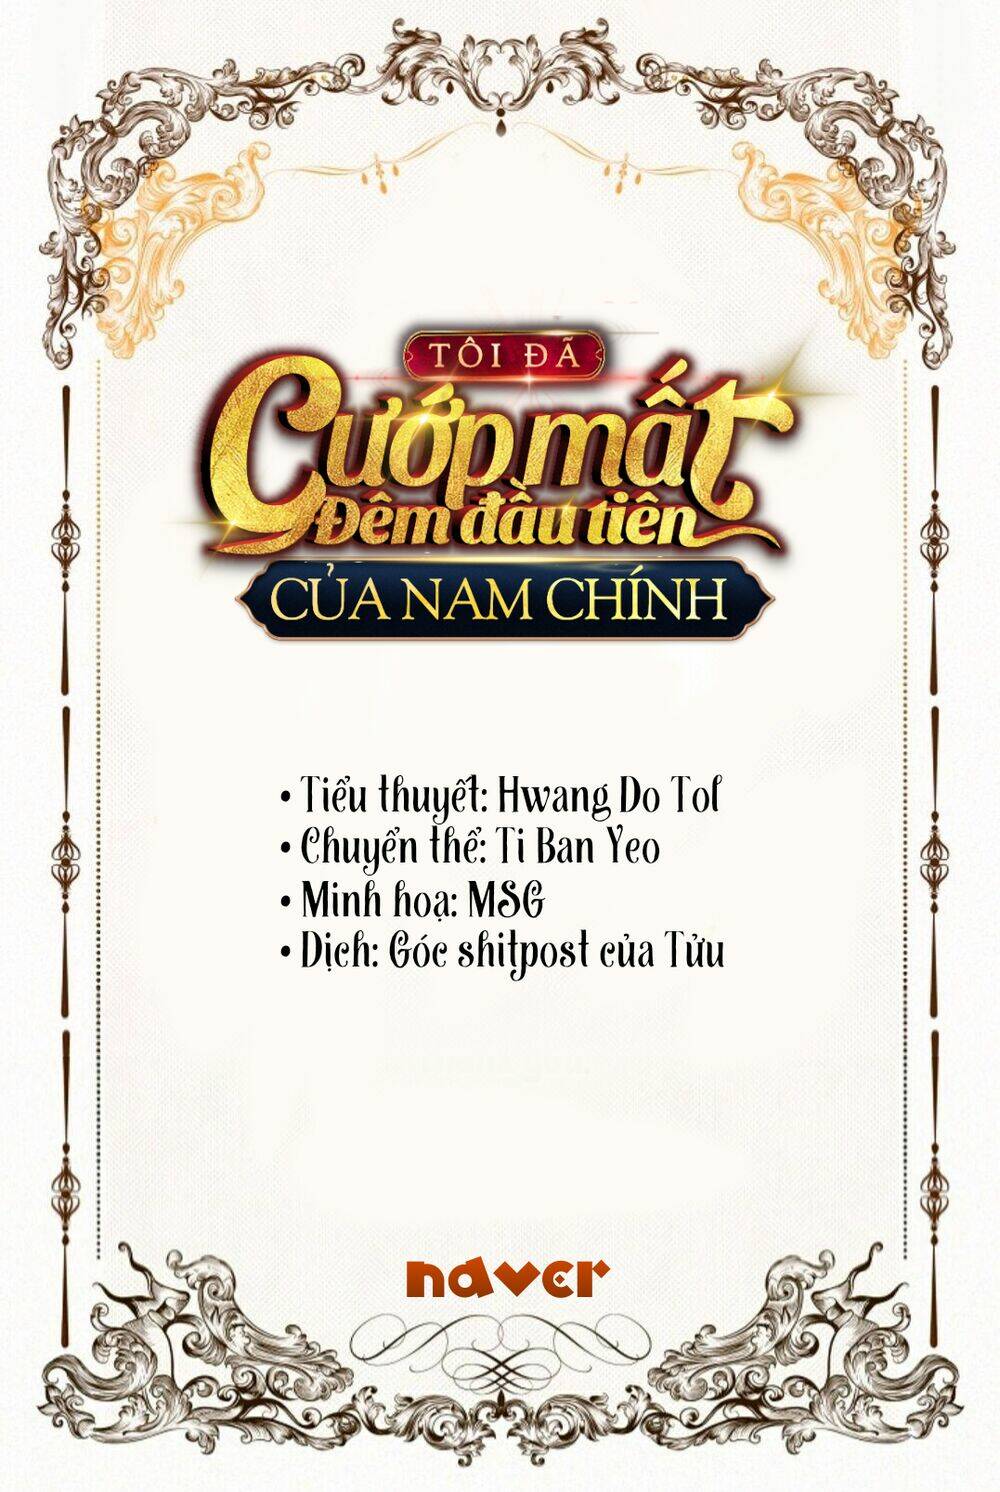 TÔI ĐÃ
Cướp mất
Đêm đầu tiên
CỦA NAM CHÍNH
• Tiểu thuyết: Hwang Do Tol
• Chuyển thể: Ti Ban Yeo
• Minh hoạ: MSG
• Dịch: Góc shitpost của Tửu
naver